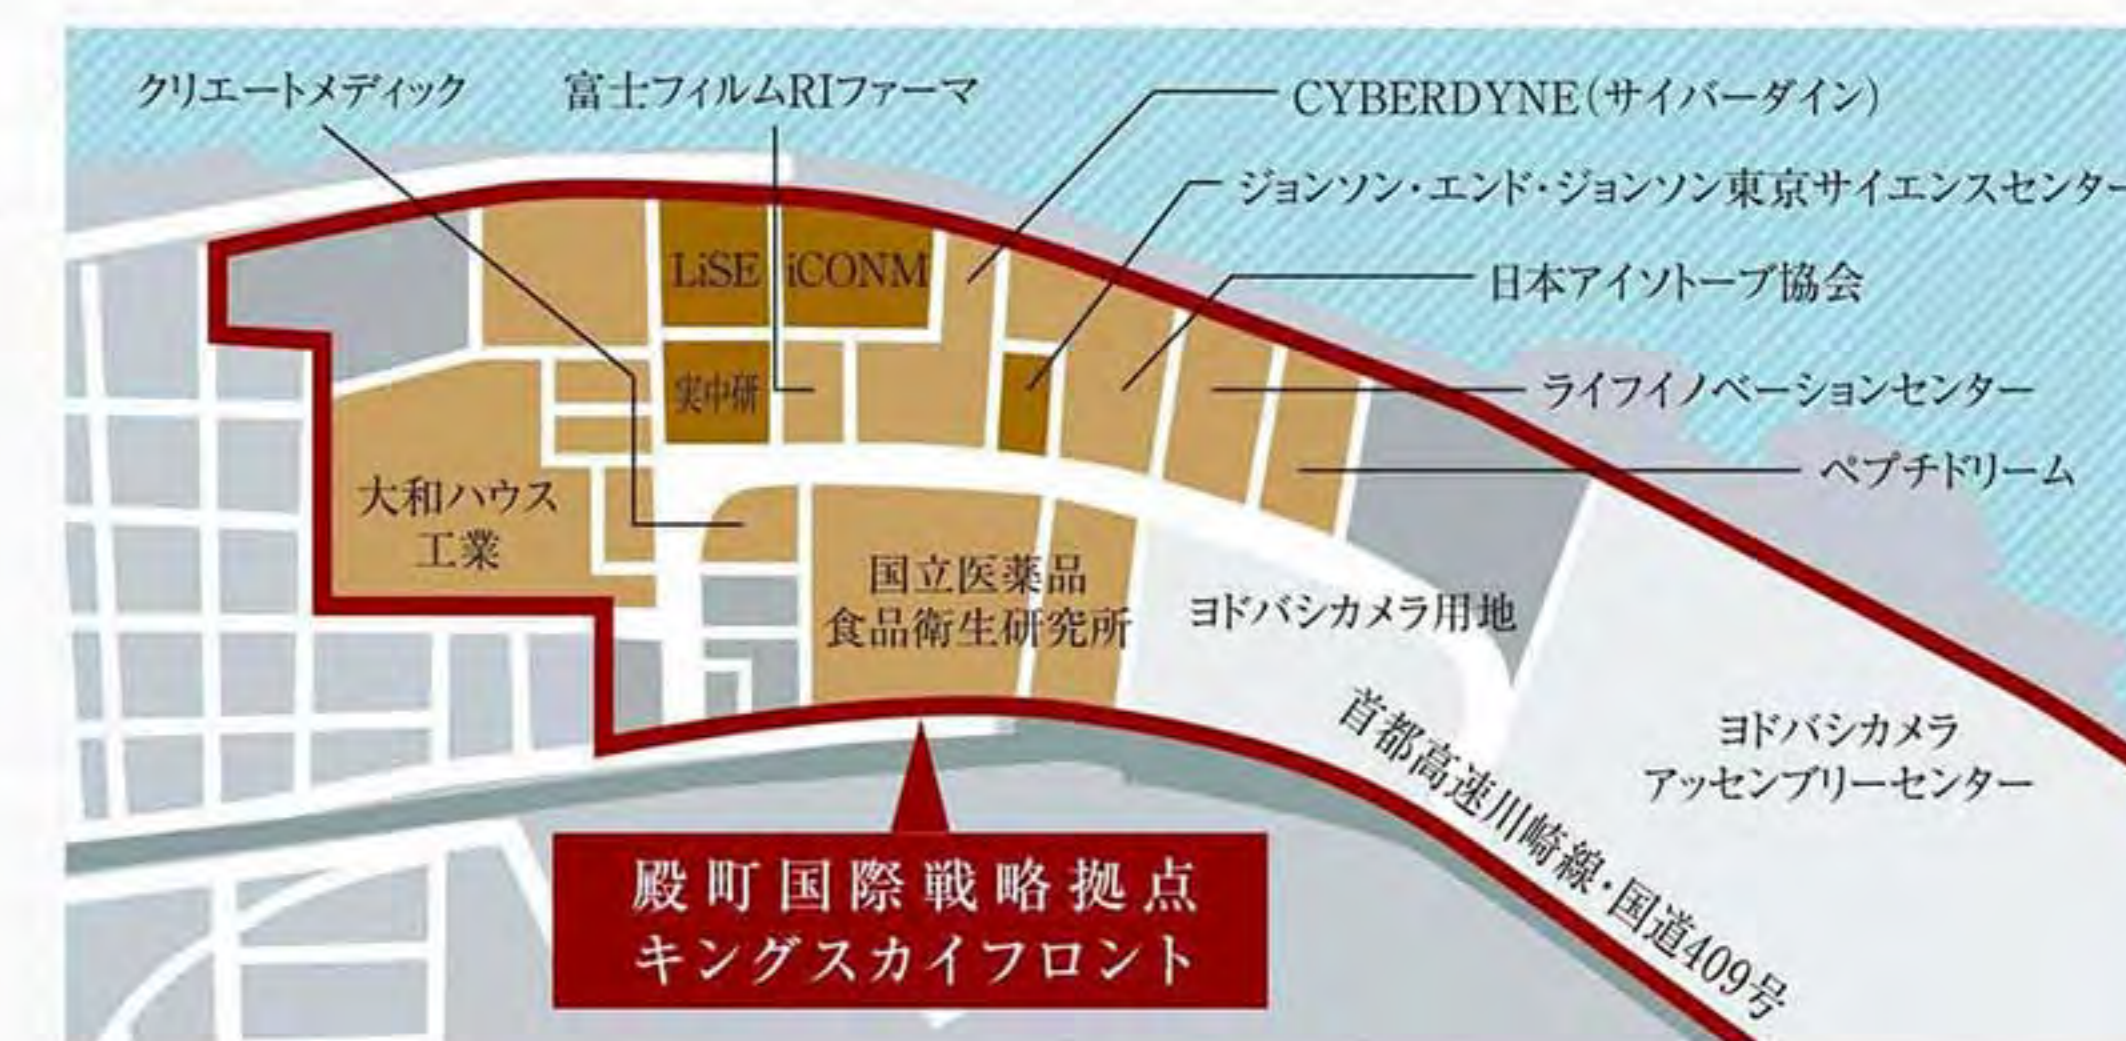 クリエートメディック
富士フィルムRIファーマ
CYBERDYNE(サイバーダイン)
ジョンソン・エンド・ジョンソン東京サイエンスセンター
LiSE
iCONM
日本アイソトープ協会
実中研
ライフイノベーションセンター
ペプチドリーム
大和ハウス
工業
国立医薬品
食品衛生研究所
ヨドバシカメラ用地
ヨドバシカメラ
アッセンブリーセンター
首都高速川崎線・国道409号
殿町国際戦略拠点
キングスカイフロント